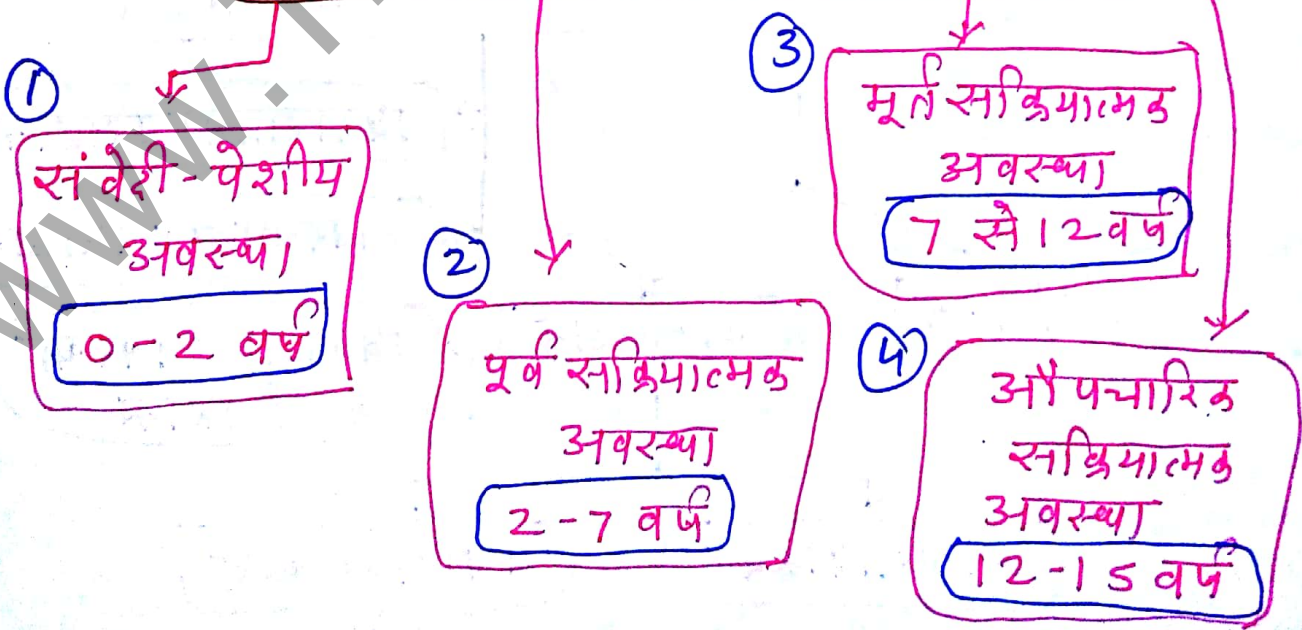 ①
संवेदी-पेशीय
अवस्था
0-2 वर्ष
②
पूर्व सक्रियात्मक
अवस्था
2-7 वर्ष
③
मूर्त सक्रियात्मक
अवस्था
7 से 12 वर्ष
④
औपचारिक
सक्रियात्मक
अवस्था
12-15 वर्ष
www.